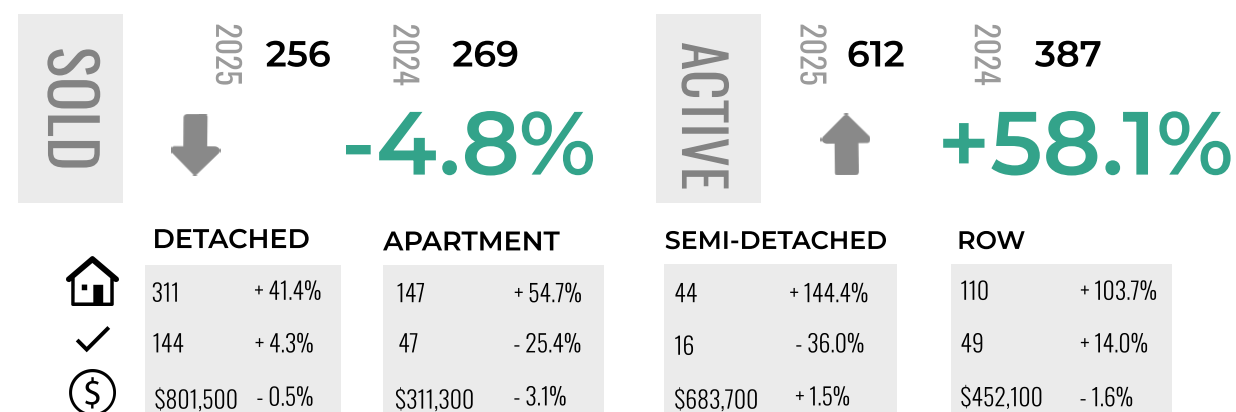 SOLD
2025 256 2024 269
-4.8%
ACTIVE
2025 612 2024 387
+58.1%
DETACHED
311 + 41.4%
144 + 4.3%
$801,500 - 0.5%
APARTMENT
147 + 54.7%
47 - 25.4%
$311,300 - 3.1%
SEMI-DETACHED
44 + 144.4%
16 - 36.0%
$683,700 + 1.5%
ROW
110 + 103.7%
49 + 14.0%
$452,100 - 1.6%